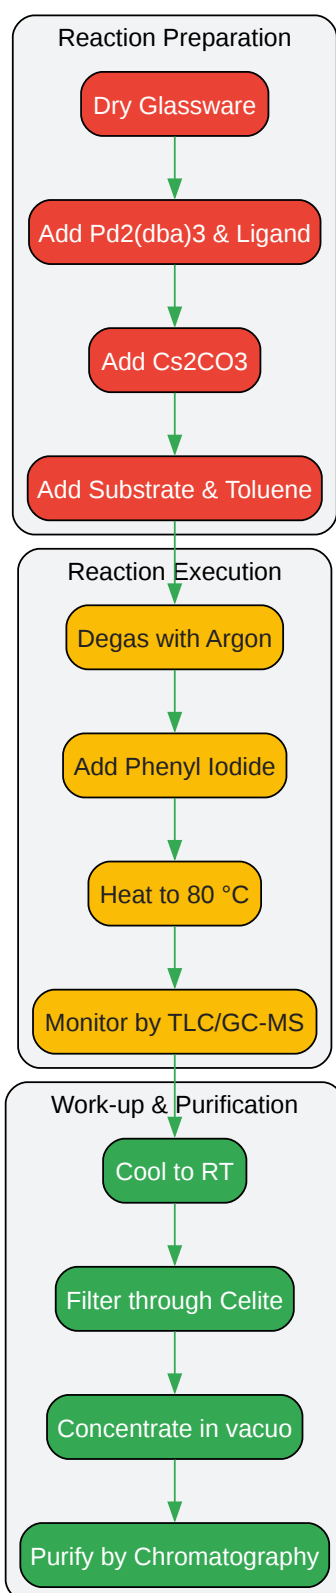 Reaction Preparation
Dry Glassware
Add Pd2(dba)3 & Ligand
Add Cs2CO3
Add Substrate & Toluene
Reaction Execution
Degas with Argon
Add Phenyl Iodide
Heat to 80 °C
Monitor by TLC/GC-MS
Work-up & Purification
Cool to RT
Filter through Celite
Concentrate in vacuo
Purify by Chromatography